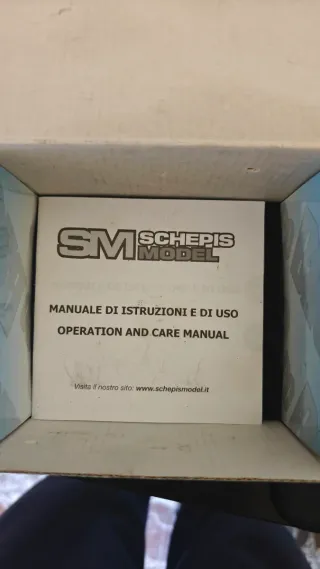 SM SCHEPIS
MODEL
MANUALE DI ISTRUZIONI E DI USO
OPERATION AND CARE MANUAL
Visita il nostro sito: www.schepismodel.it